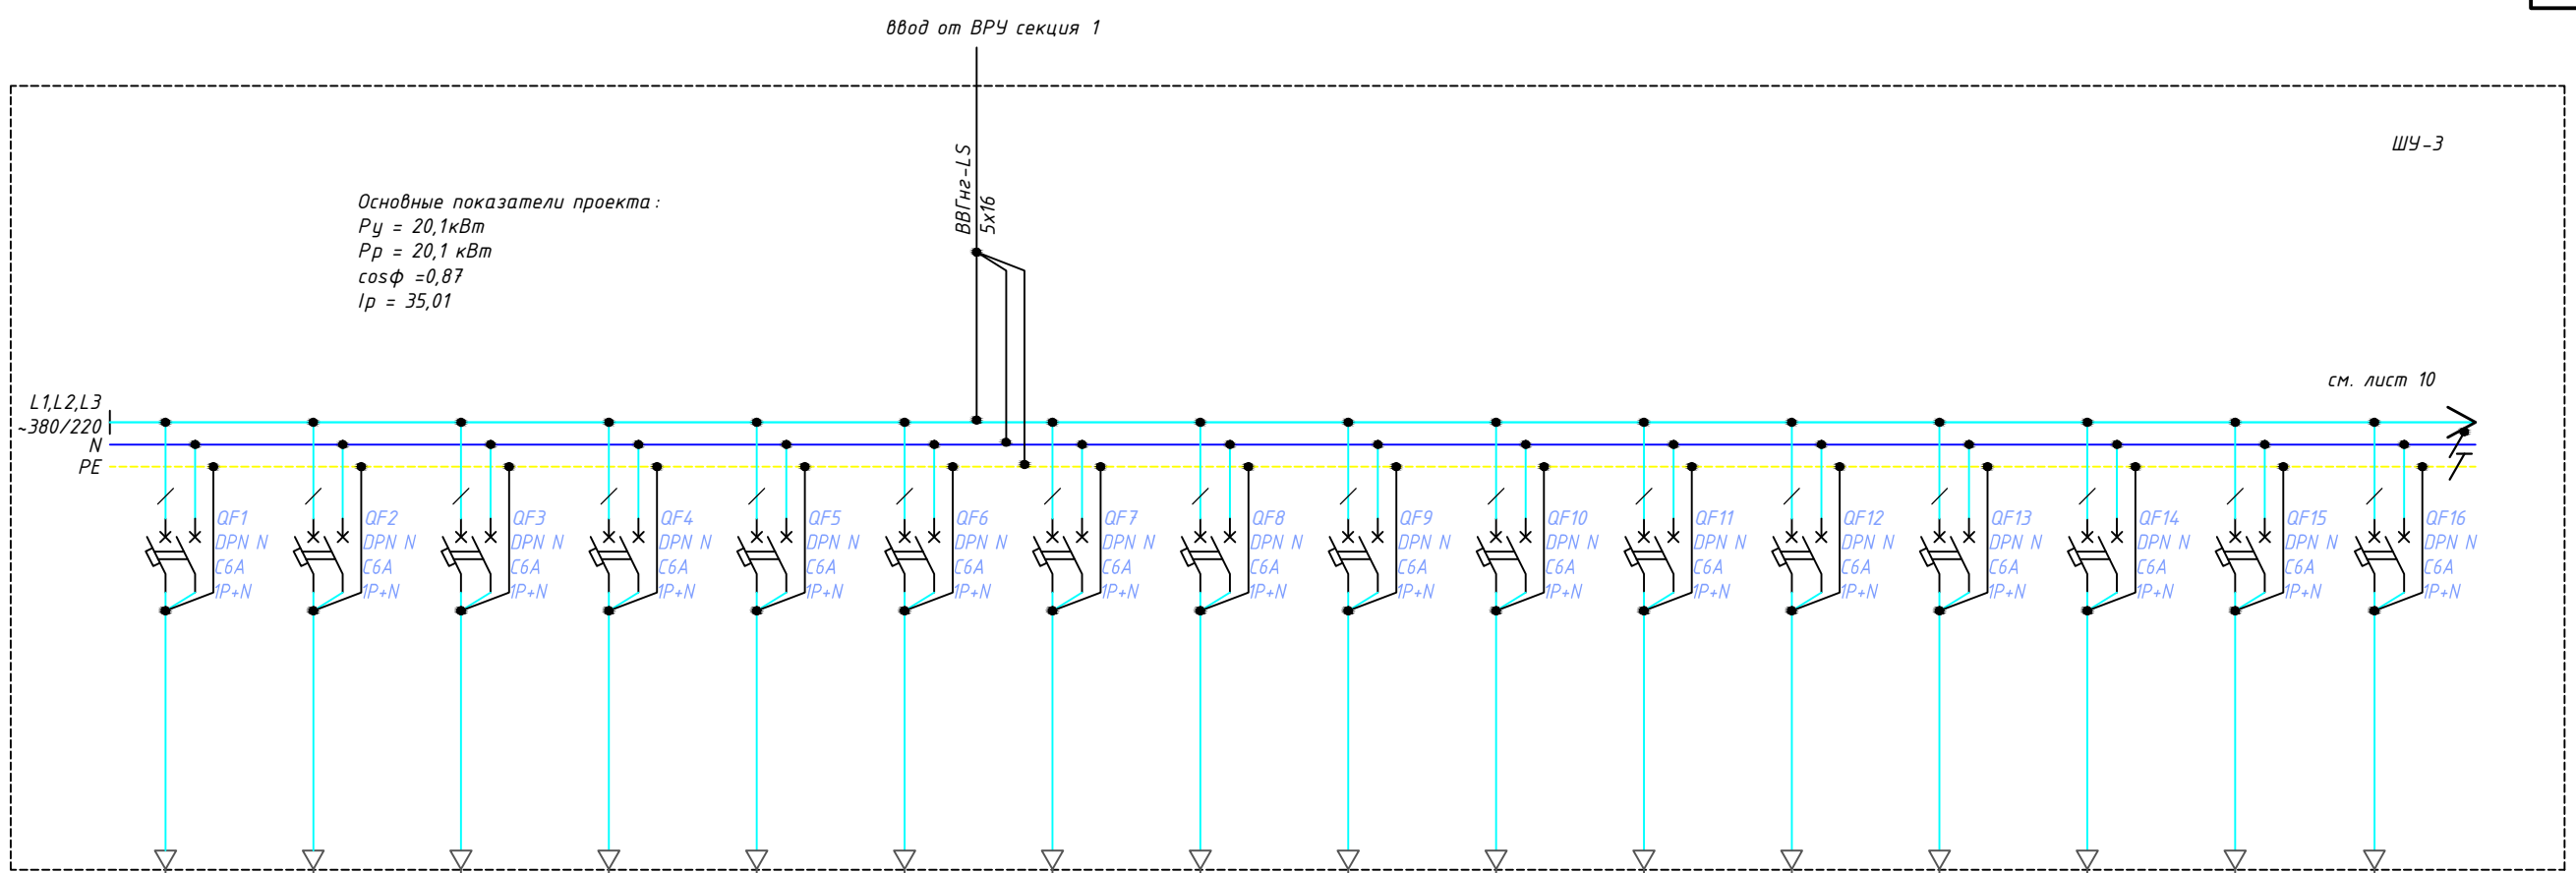 ввод от ВРУ секция 1
ШУ-3
ВВГнг-LS
5х16
Основные показатели проекта:
Ру = 20,1кВт
Рр = 20,1 кВт
cosф =0,87
Iр = 35,01
см. лист 10
L1,L2,L3
~380/220
N
PE
QF1
DPN N
C6A
1P+N
QF2
DPN N
C6A
1P+N
QF3
DPN N
C6A
1P+N
QF4
DPN N
C6A
1P+N
QF5
DPN N
C6A
1P+N
QF6
DPN N
C6A
1P+N
QF7
DPN N
C6A
1P+N
QF8
DPN N
C6A
1P+N
QF9
DPN N
C6A
1P+N
QF10
DPN N
C6A
1P+N
QF11
DPN N
C6A
1P+N
QF12
DPN N
C6A
1P+N
QF13
DPN N
C6A
1P+N
QF14
DPN N
C6A
1P+N
QF15
DPN N
C6A
1P+N
QF16
DPN N
C6A
1P+N